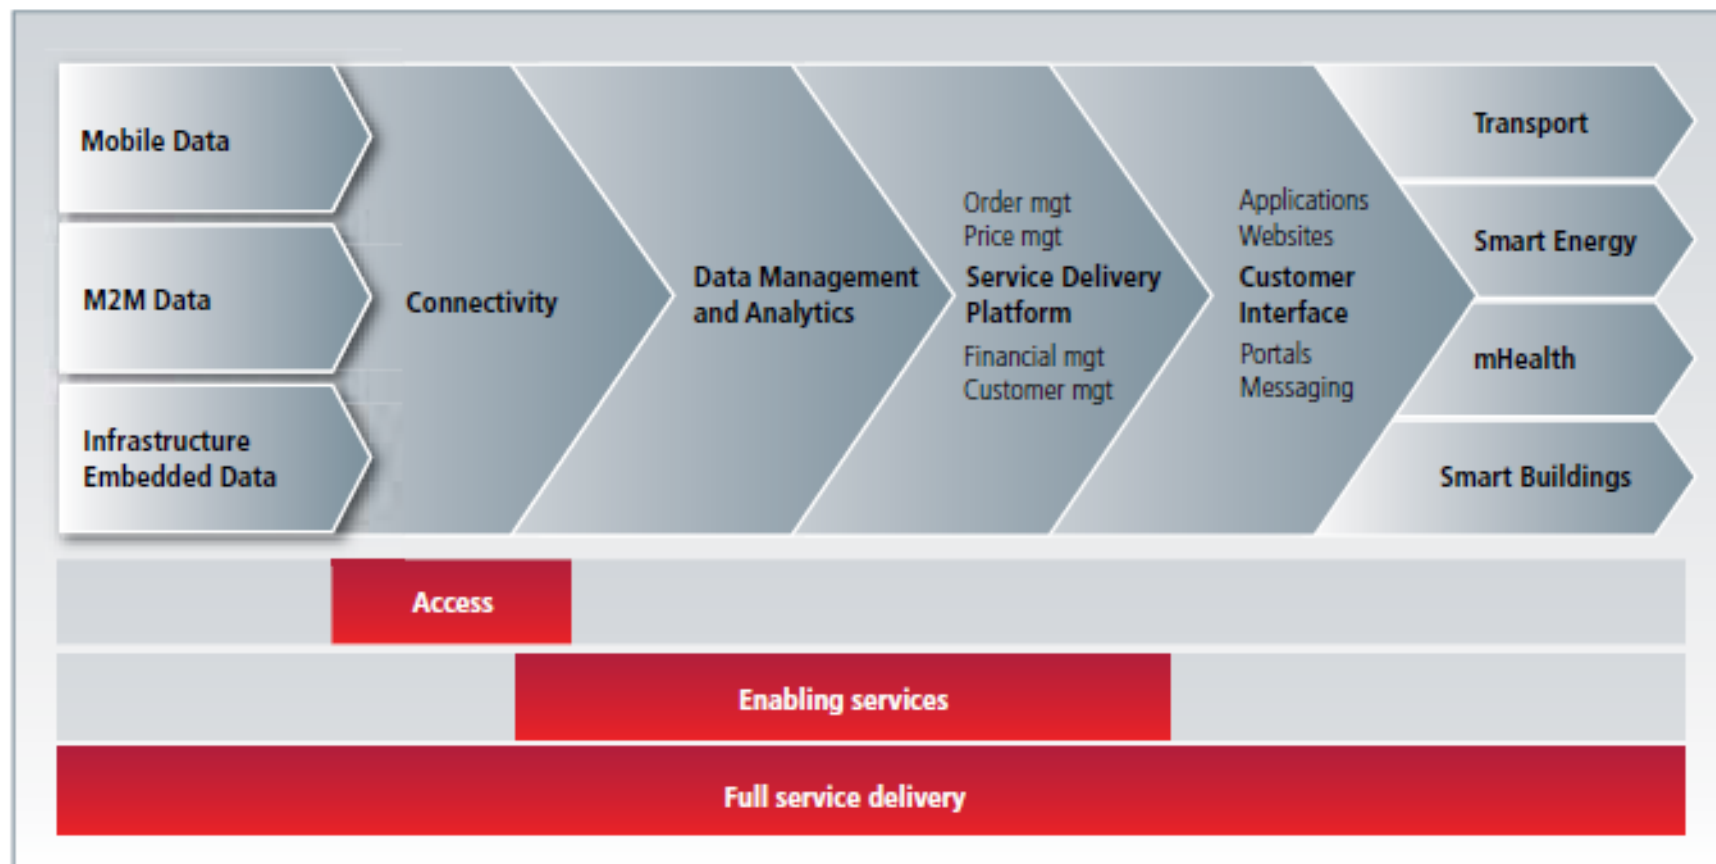 Mobile Data
M2M Data
Infrastructure
Embedded Data
Connectivity
Data Management
and Analytics
Order mgt
Price mgt
Service Delivery
Platform
Financial mgt
Customer mgt
Applications
Websites
Customer
Interface
Portals
Messaging
Transport
Smart Energy
mHealth
Smart Buildings
Access
Enabling services
Full service delivery